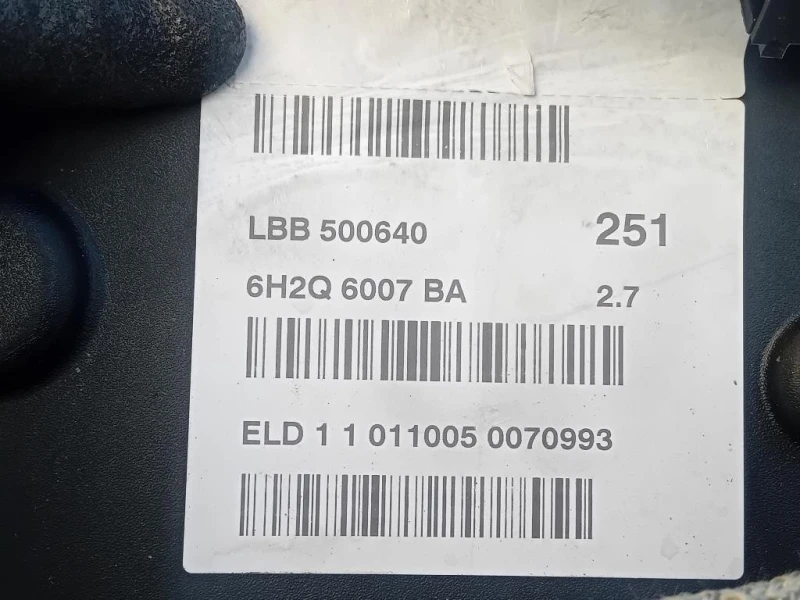 LBB 500640 251
6H2Q 6007 BA 2.7
ELD 1 1 011005 0070993